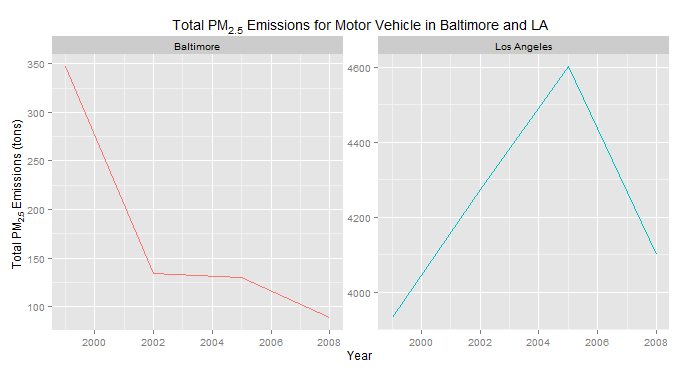 Total PM2.5 Emissions for Motor Vehicle in Baltimore and LA
Baltimore
Los Angeles
Total PM2.5 Emissions (tons)
350
300
250
200
150
100
4600
4400
4200
4000
2000 2002 2004 2006 2008
2000 2002 2004 2006 2008
Year